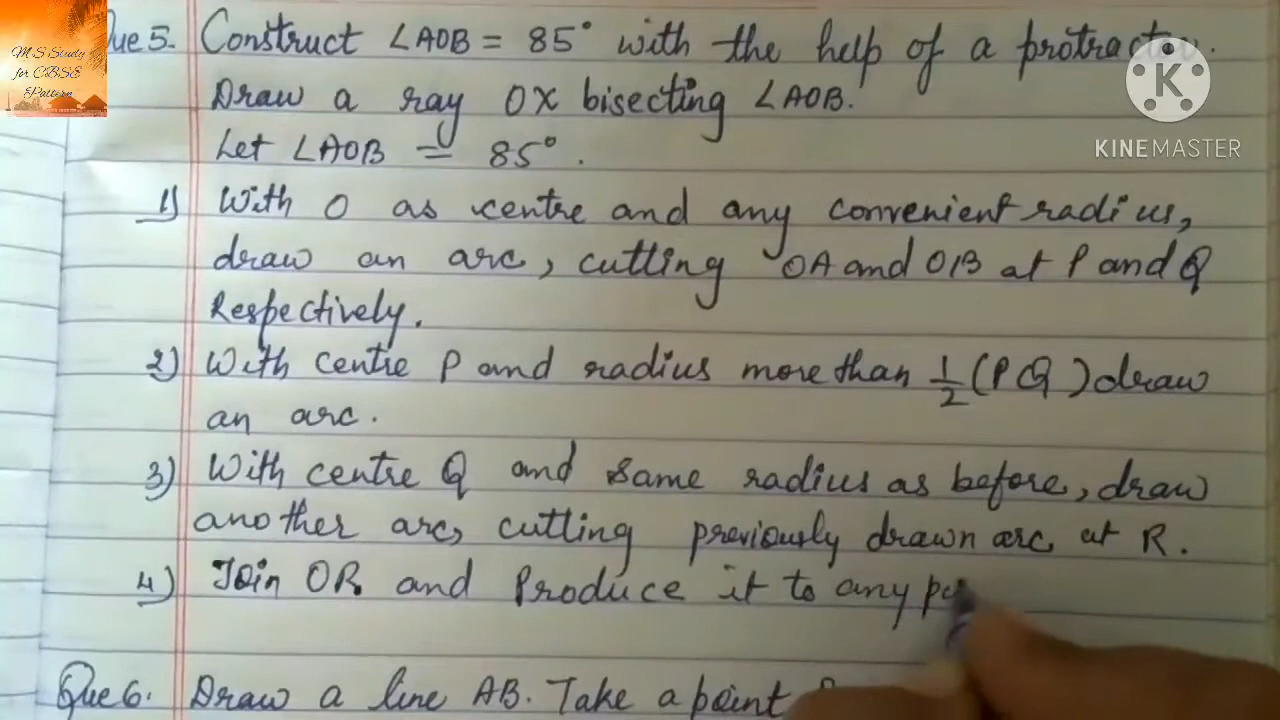 M.S Study
for CBSE
Pattern
Que 5. Construct ∠AOB = 85° with the help of a protractor.
K
KINEMASTER
Draw a ray OX bisecting ∠AOB.
Let ∠AOB = 85°.
1) With O as centre and any convenient radius,
draw an arc, cutting OA and OB at P and Q
Respectively.
2) With centre P and radius more than 1/2 (PQ) draw
an arc.
3) With centre Q and same radius as before, draw
another arc, cutting previously drawn arc at R.
4) Join OR and Produce it to any
Que 6. Draw a line AB. Take a point